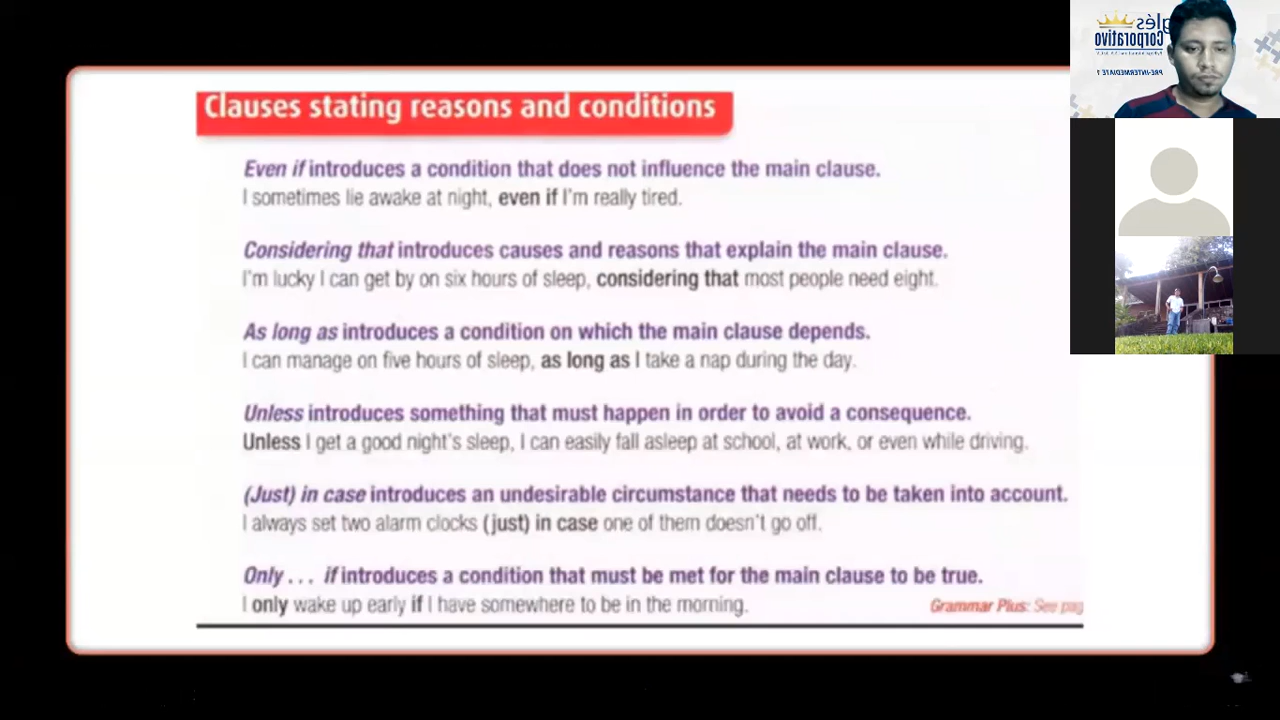 Clauses stating reasons and conditions
Even if introduces a condition that does not influence the main clause.
I sometimes lie awake at night, even if I'm really tired.
Considering that introduces causes and reasons that explain the main clause.
I'm lucky I can get by on six hours of sleep, considering that most people need eight.
As long as introduces a condition on which the main clause depends.
I can manage on five hours of sleep, as long as I take a nap during the day.
Unless introduces something that must happen in order to avoid a consequence.
Unless I get a good night's sleep, I can easily fall asleep at school, at work, or even while driving.
(Just) in case introduces an undesirable circumstance that needs to be taken into account.
I always set two alarm clocks (just) in case one of them doesn't go off.
Only . . . if introduces a condition that must be met for the main clause to be true.
I only wake up early if I have somewhere to be in the morning.
Grammar Plus: See pag
glés
Corporativo
PRE-INTERMEDIATE 1